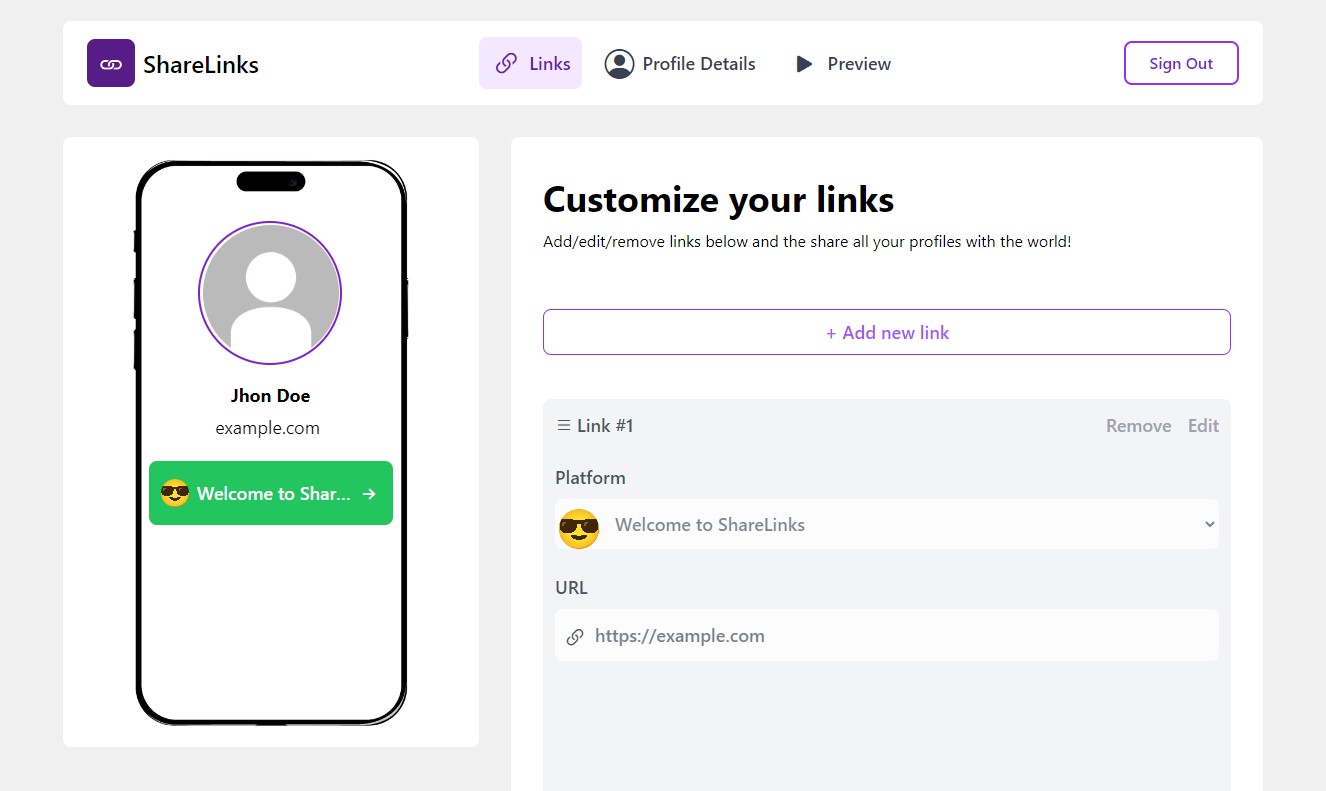 ShareLinks
Links
Profile Details
Preview
Sign Out
Jhon Doe
example.com
Welcome to Shar...
Customize your links
Add/edit/remove links below and the share all your profiles with the world!
+ Add new link
Link #1
Remove
Edit
Platform
Welcome to ShareLinks
URL
https://example.com